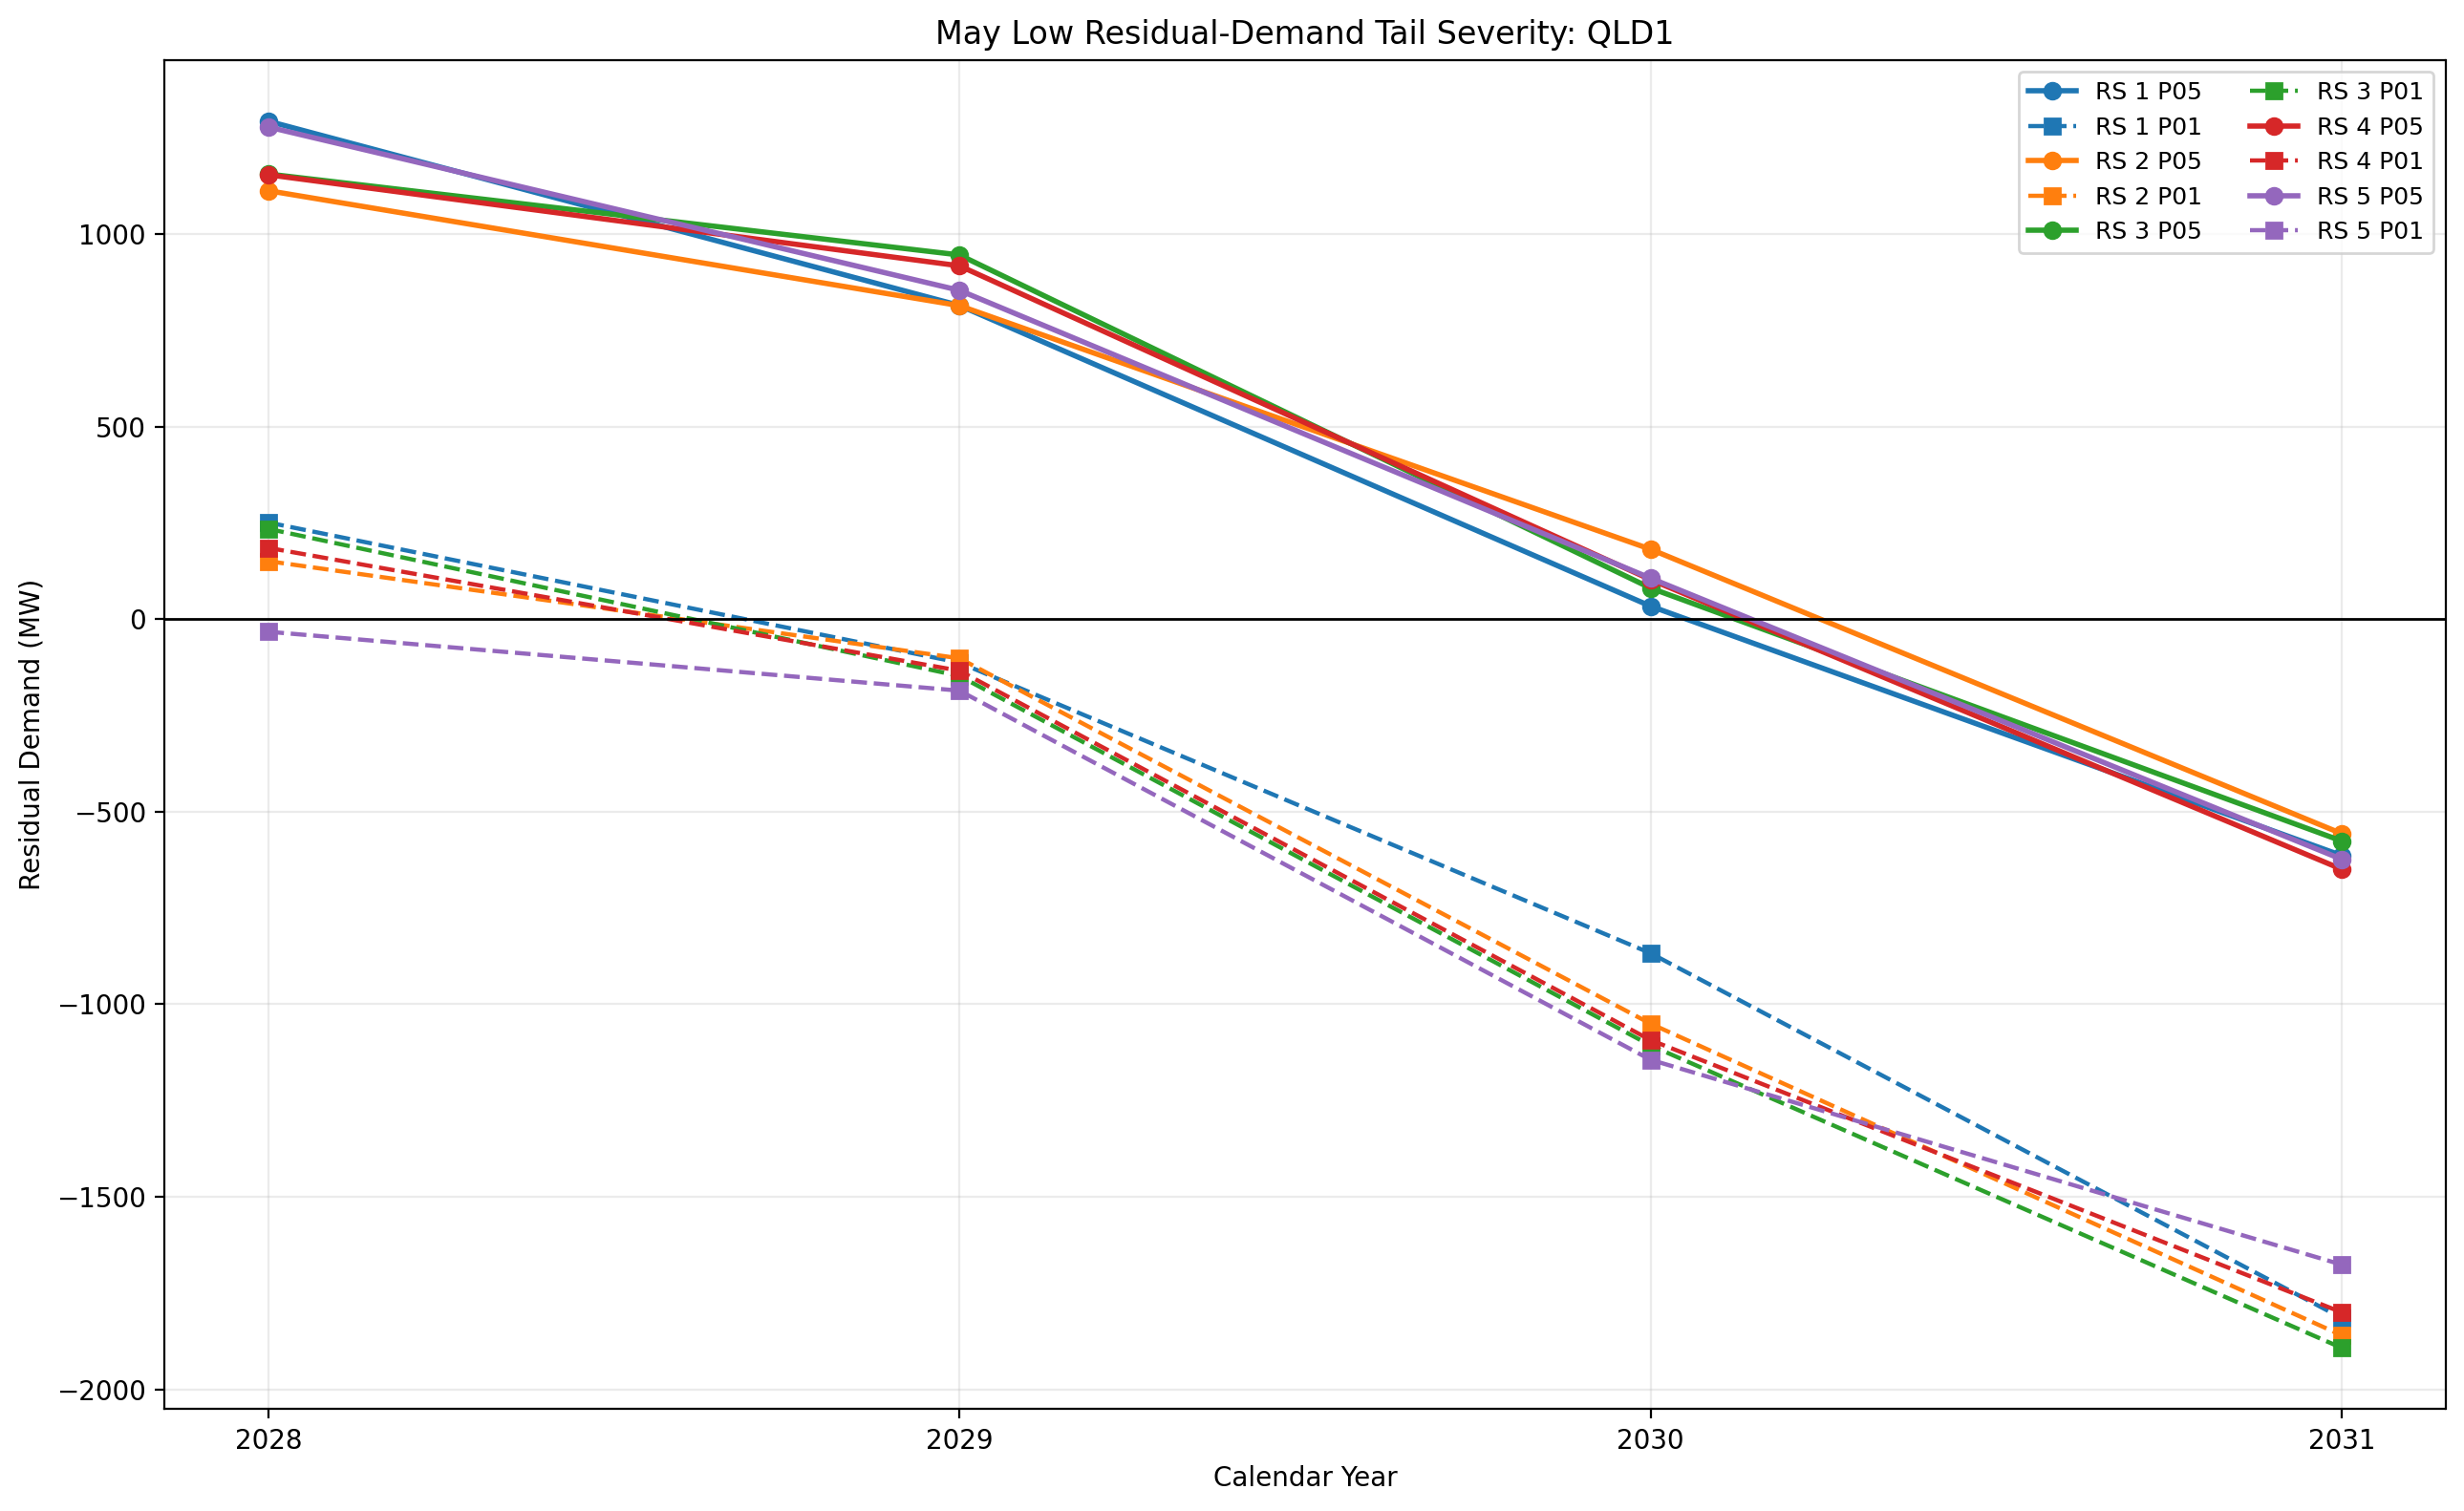 May Low Residual-Demand Tail Severity: QLD1
RS 1 P05
RS 1 P01
RS 2 P05
RS 2 P01
RS 3 P05
RS 3 P01
RS 4 P05
RS 4 P01
RS 5 P05
RS 5 P01
Residual Demand (MW)
1000
500
0
−500
−1000
−1500
−2000
2028 2029 2030 2031
Calendar Year